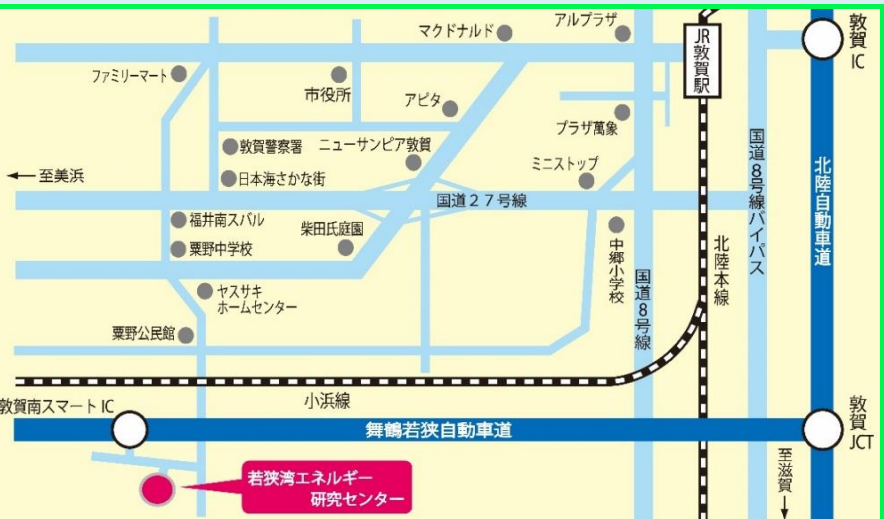 マクドナルド
アルプラザ
JR敦賀駅
敦賀
IC
ファミリーマート
市役所
アピタ
プラザ萬象
敦賀警察署
ニューサンピア敦賀
ミニストップ
国道8号線バイパス
北陸自動車道
←至美浜
日本海さかな街
国道27号線
福井南スバル
柴田氏庭園
粟野中学校
中郷小学校
国道8号線
北陸本線
ヤスサキ
ホームセンター
粟野公民館
小浜線
敦賀南スマートIC
舞鶴若狭自動車道
敦賀
JCT
至滋賀→
若狭湾エネルギー
研究センター